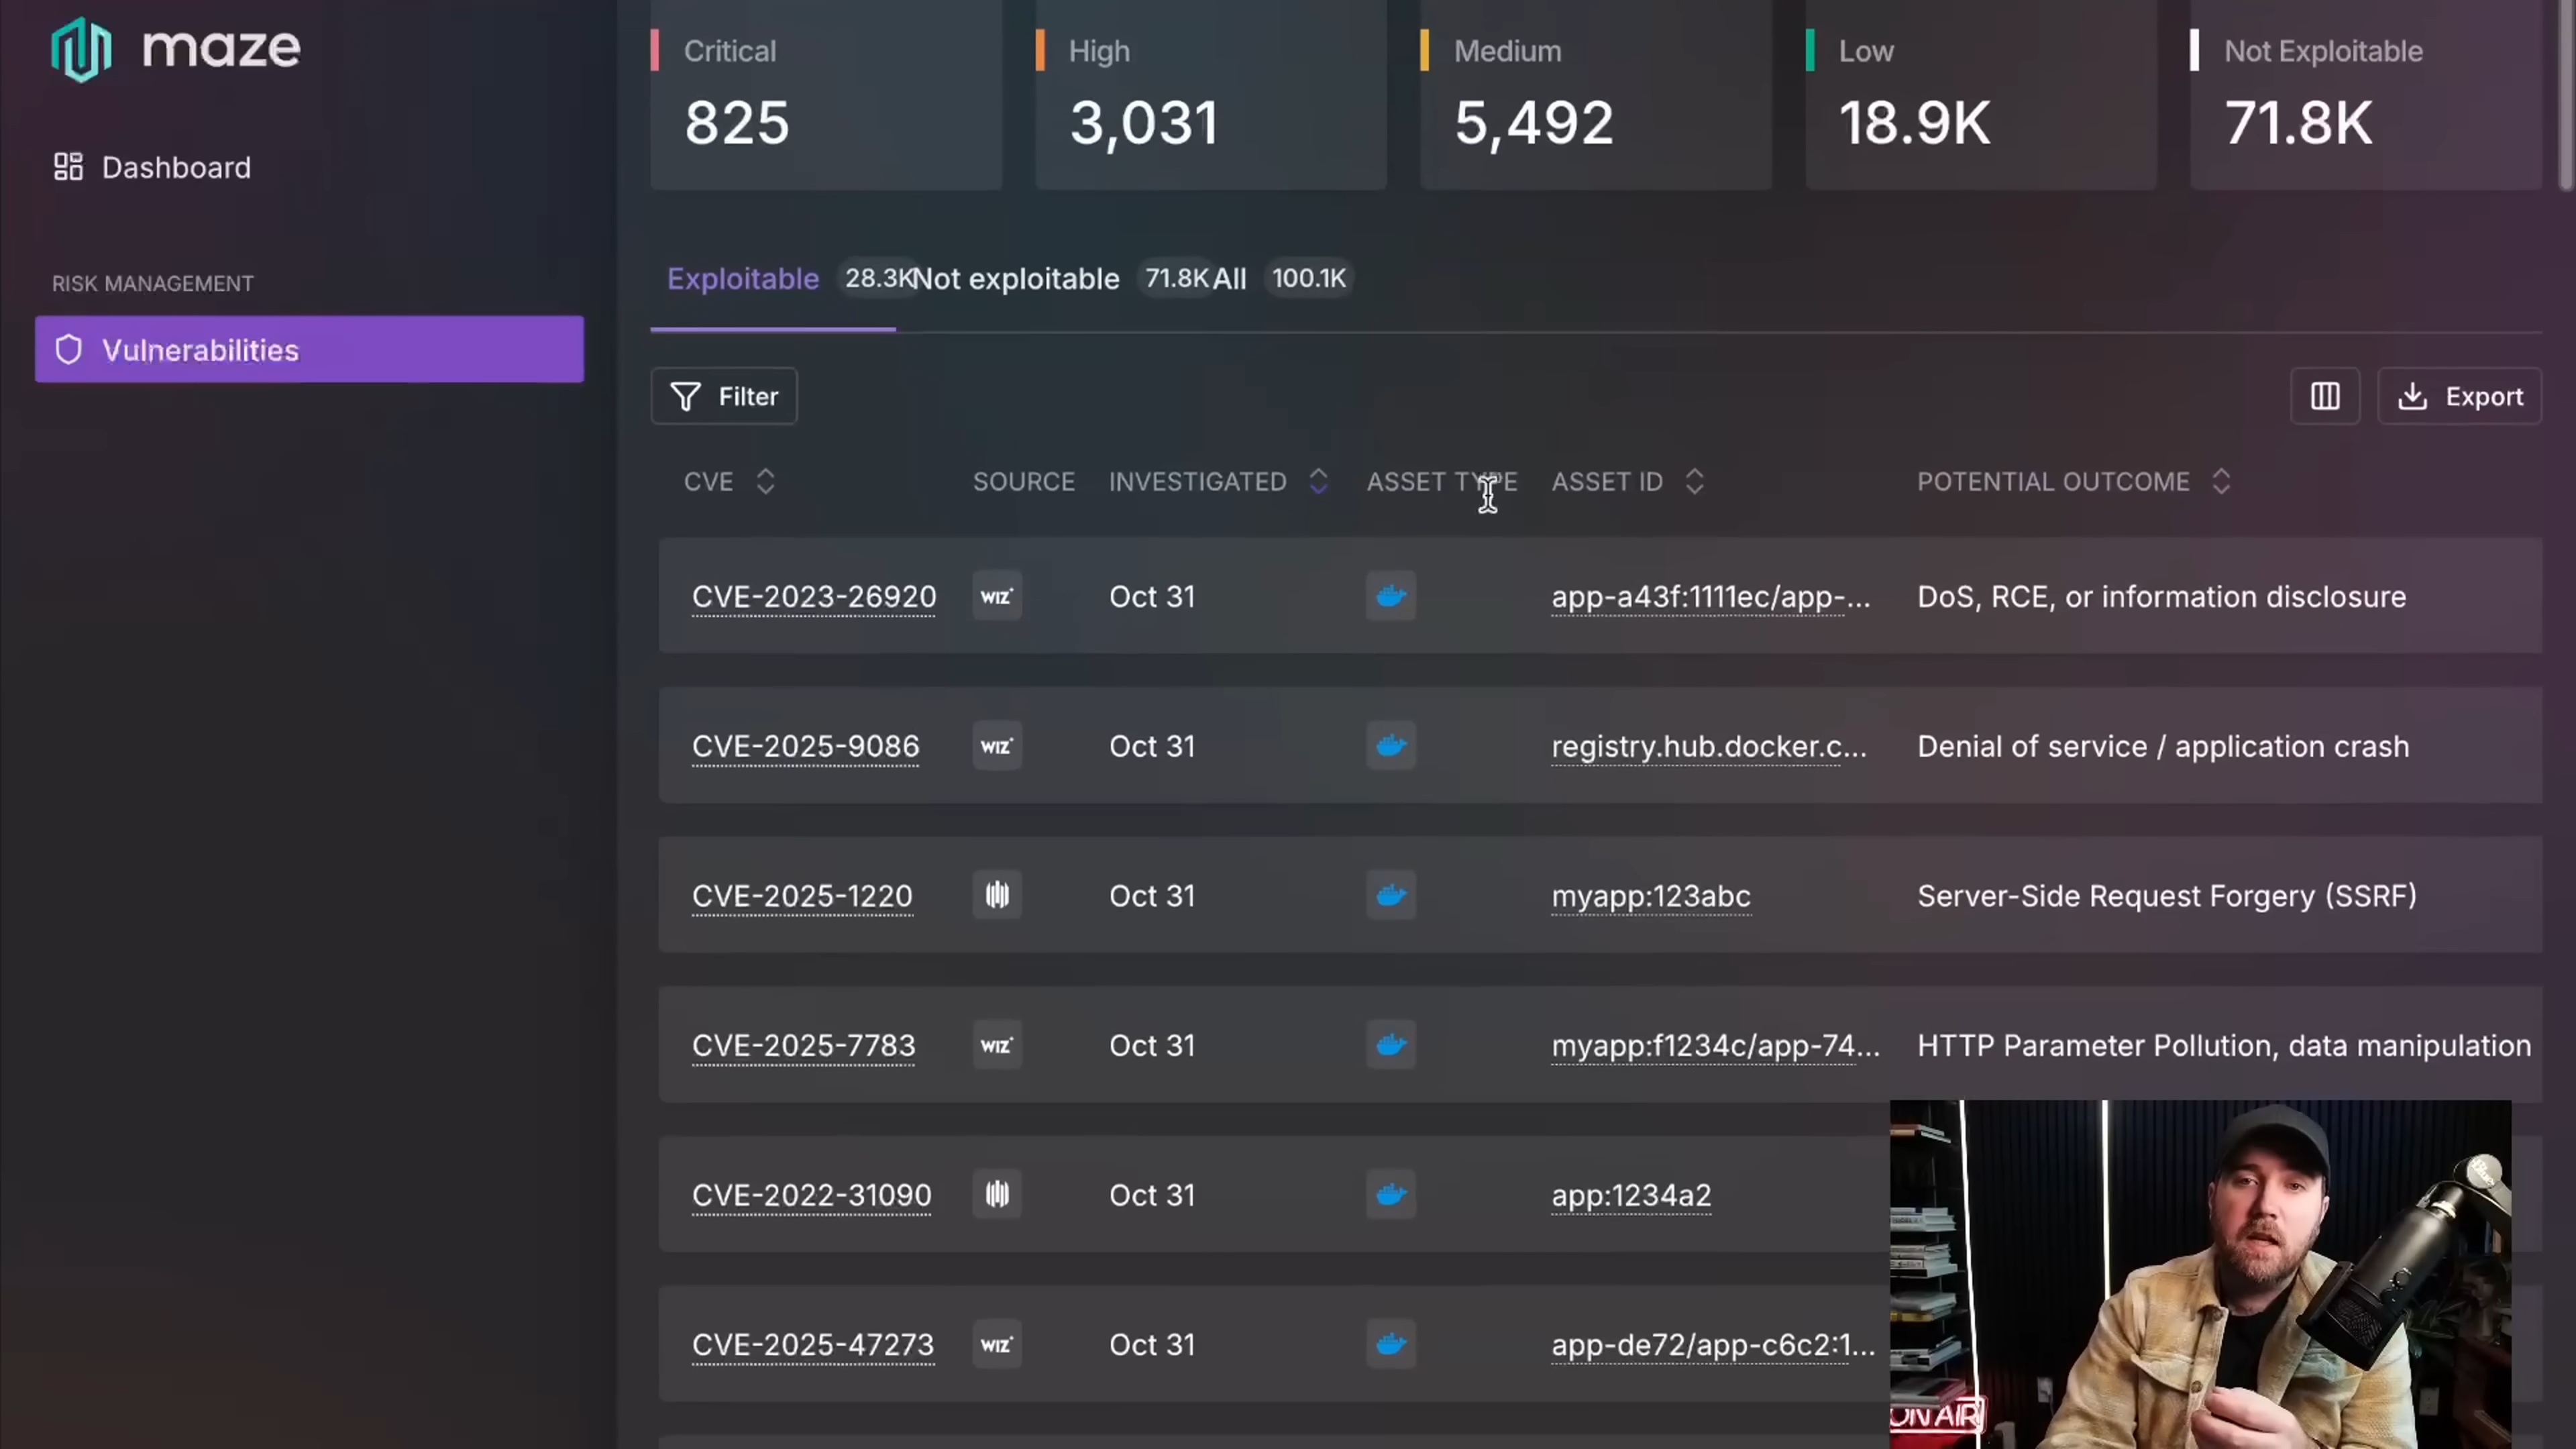 maze
Dashboard
RISK MANAGEMENT
Vulnerabilities
Critical
825
High
3,031
Medium
5,492
Low
18.9K
Not Exploitable
71.8K
Exploitable 28.3K Not exploitable 71.8K All 100.1K
Filter
Export
CVE SOURCE INVESTIGATED ASSET TYPE ASSET ID POTENTIAL OUTCOME
CVE-2023-26920 WIZ Oct 31 app-a43f:1111ec/app-... DoS, RCE, or information disclosure
CVE-2025-9086 WIZ Oct 31 registry.hub.docker.c... Denial of service / application crash
CVE-2025-1220 Oct 31 myapp:123abc Server-Side Request Forgery (SSRF)
CVE-2025-7783 WIZ Oct 31 myapp:f1234c/app-74... HTTP Parameter Pollution, data manipulation
CVE-2022-31090 Oct 31 app:1234a2
CVE-2025-47273 WIZ Oct 31 app-de72/app-c6c2:1...
ON AIR